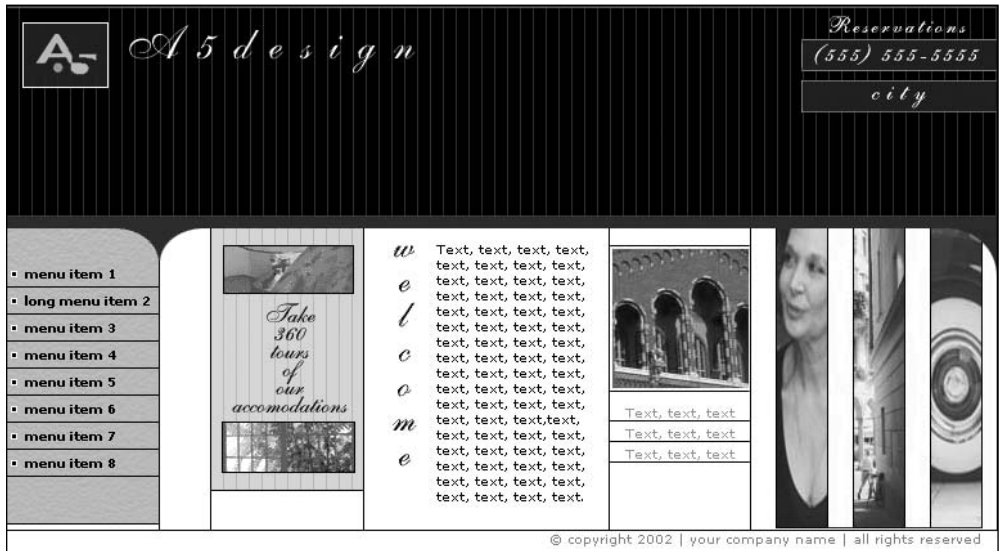 A5
A5design
Reservations
(555) 555-5555
city
menu item 1
long menu item 2
menu item 3
menu item 4
menu item 5
menu item 6
menu item 7
menu item 8
Take
360
tours
of
our
accomodations
welcome
Text, text, text, text,
text, text, text, text,
text, text, text, text,
text, text, text, text,
text, text, text, text,
text, text, text, text,
text, text, text, text,
text, text, text, text,
text, text, text, text,
text, text, text, text,
text, text, text, text,
text, text, text,text,
text, text, text, text,
text, text, text, text,
text, text, text, text,
text, text, text, text,
text, text, text, text.
Text, text, text
Text, text, text
Text, text, text
© copyright 2002 | your company name | all rights reserved